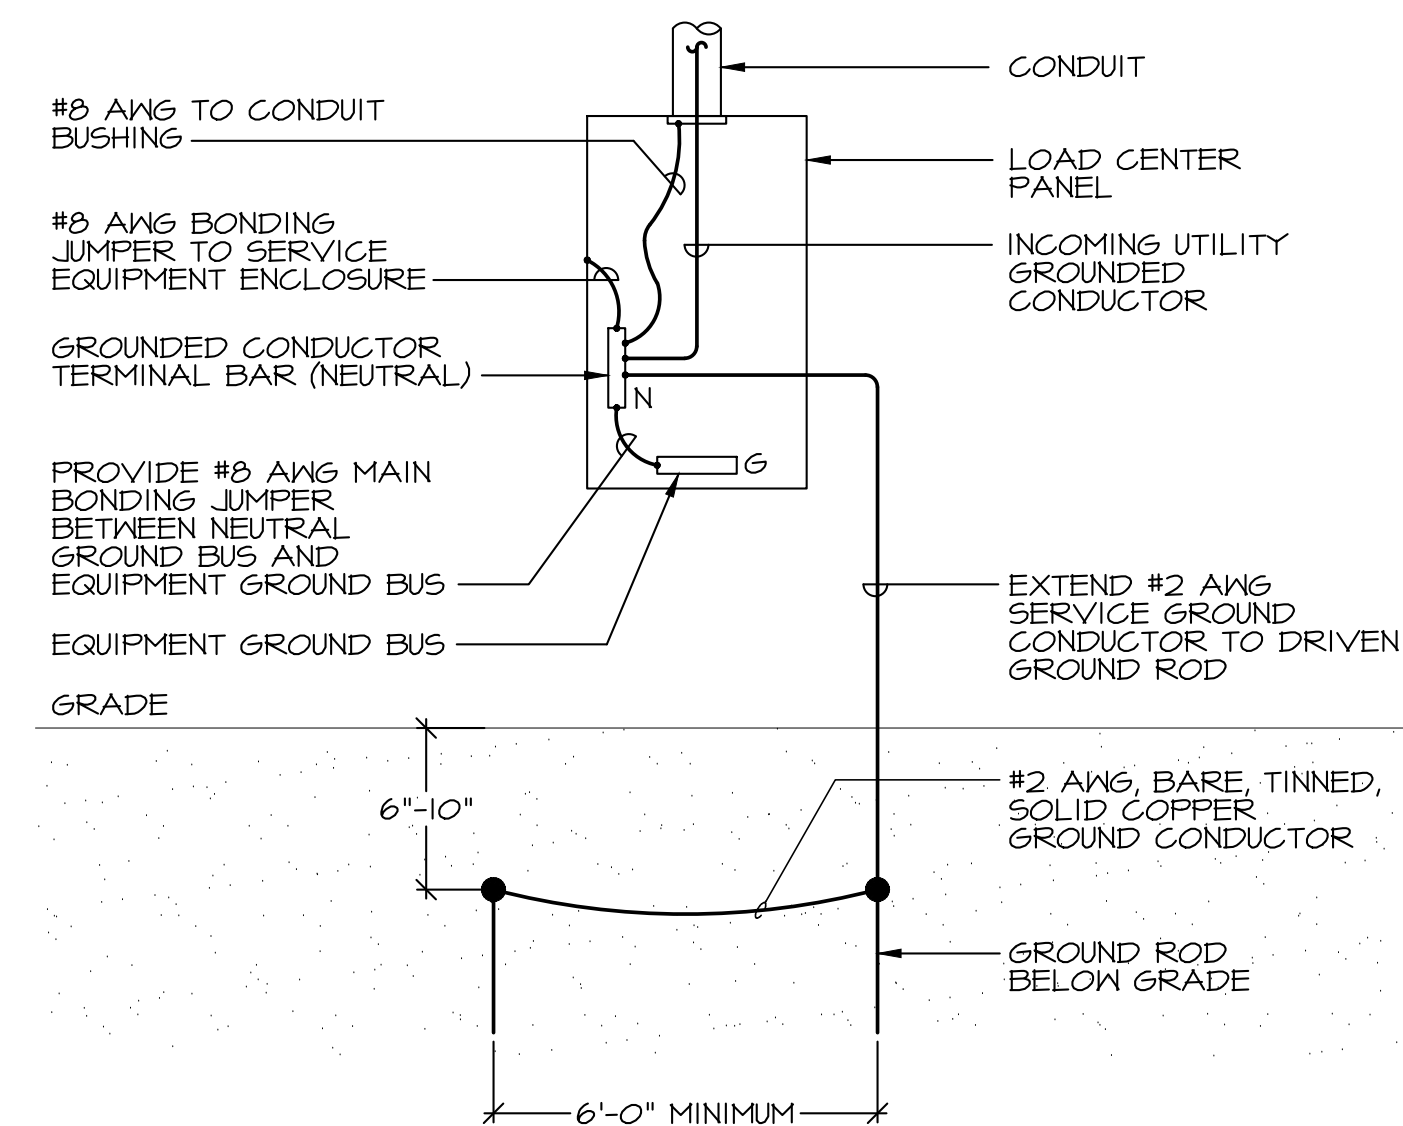 #8 AWG TO CONDUIT
BUSHING
#8 AWG BONDING
JUMPER TO SERVICE
EQUIPMENT ENCLOSURE
GROUNDED CONDUCTOR
TERMINAL BAR (NEUTRAL)
PROVIDE #8 AWG MAIN
BONDING JUMPER
BETWEEN NEUTRAL
GROUND BUS AND
EQUIPMENT GROUND BUS
EQUIPMENT GROUND BUS
GRADE
N
G
CONDUIT
LOAD CENTER
PANEL
INCOMING UTILITY
GROUNDED
CONDUCTOR
EXTEND #2 AWG
SERVICE GROUND
CONDUCTOR TO DRIVEN
GROUND ROD
6"-10"
#2 AWG, BARE, TINNED,
SOLID COPPER
GROUND CONDUCTOR
GROUND ROD
BELOW GRADE
6'-0" MINIMUM